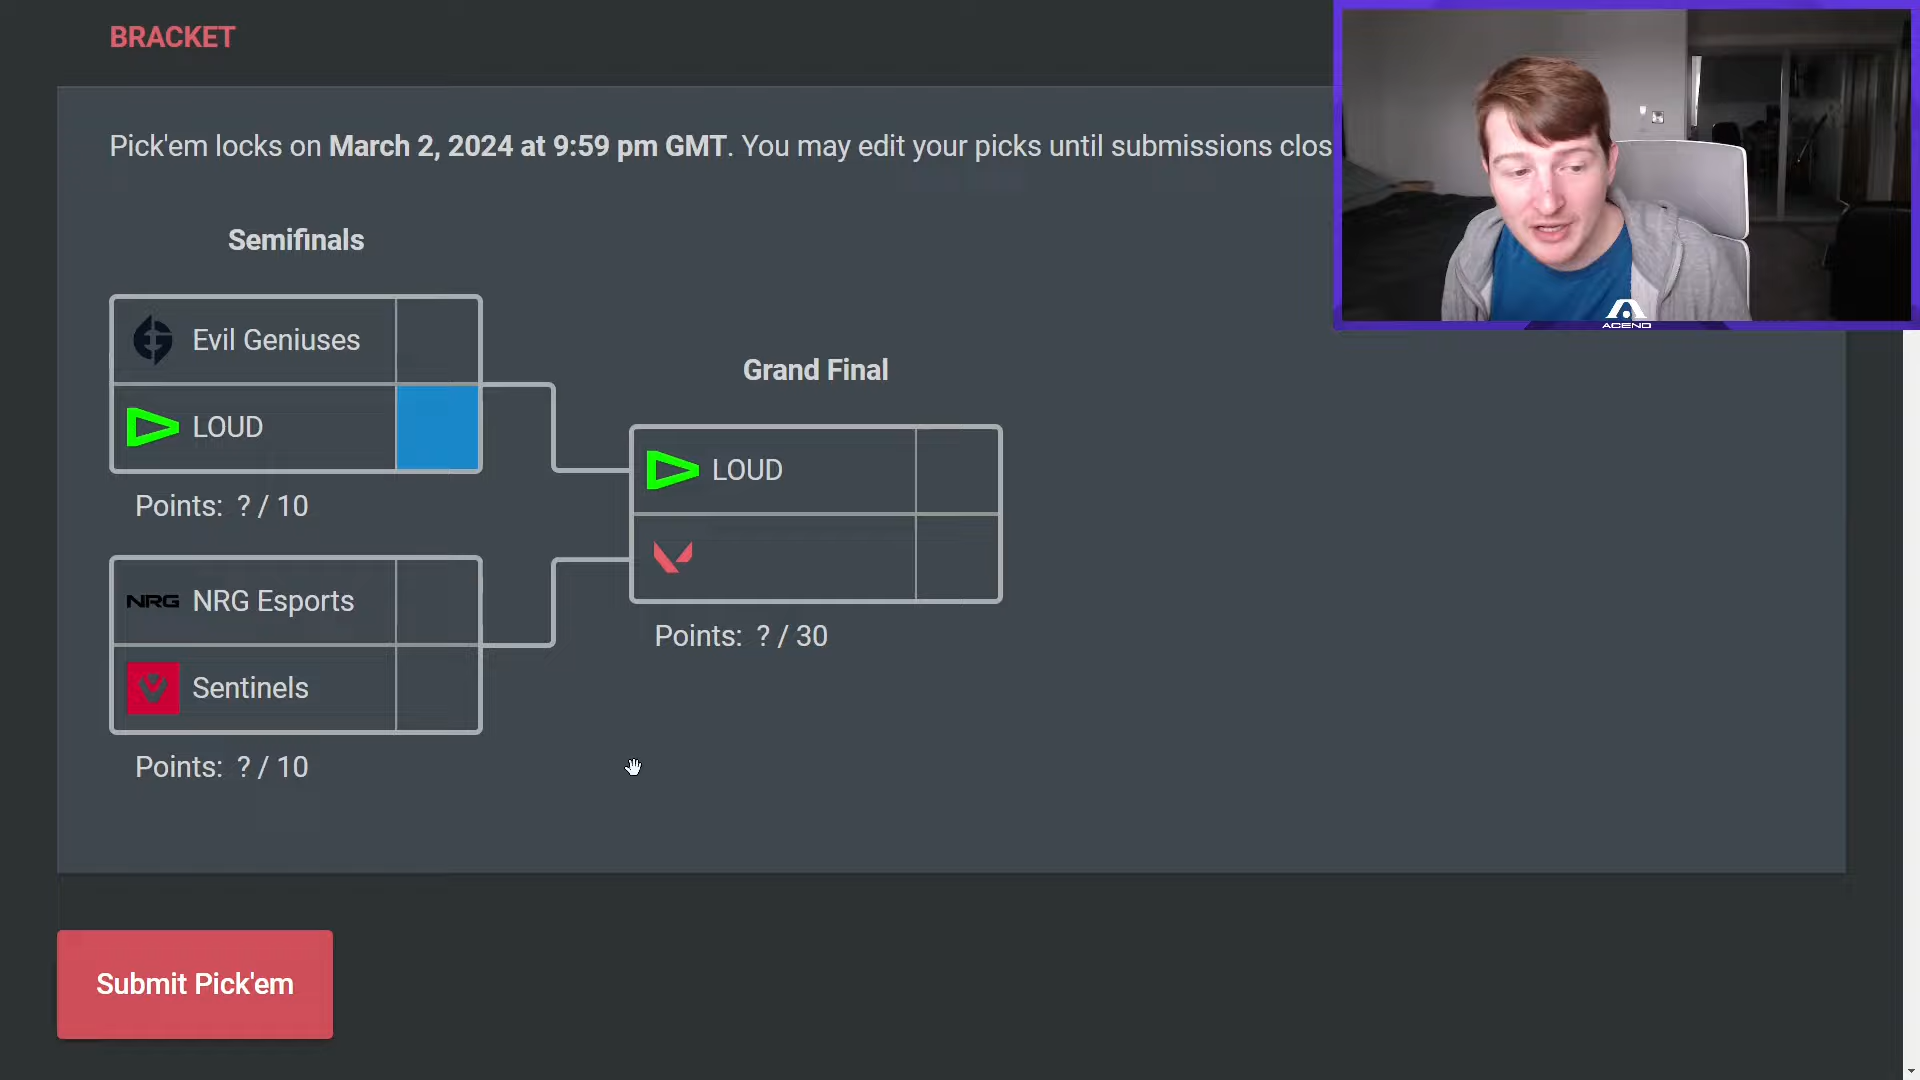 BRACKET
Pick'em locks on March 2, 2024 at 9:59 pm GMT. You may edit your picks until submissions clos
Semifinals
Evil Geniuses
LOUD
Points: ? / 10
NRG NRG Esports
Sentinels
Points: ? / 10
Grand Final
LOUD
Points: ? / 30
Submit Pick'em
ACEND